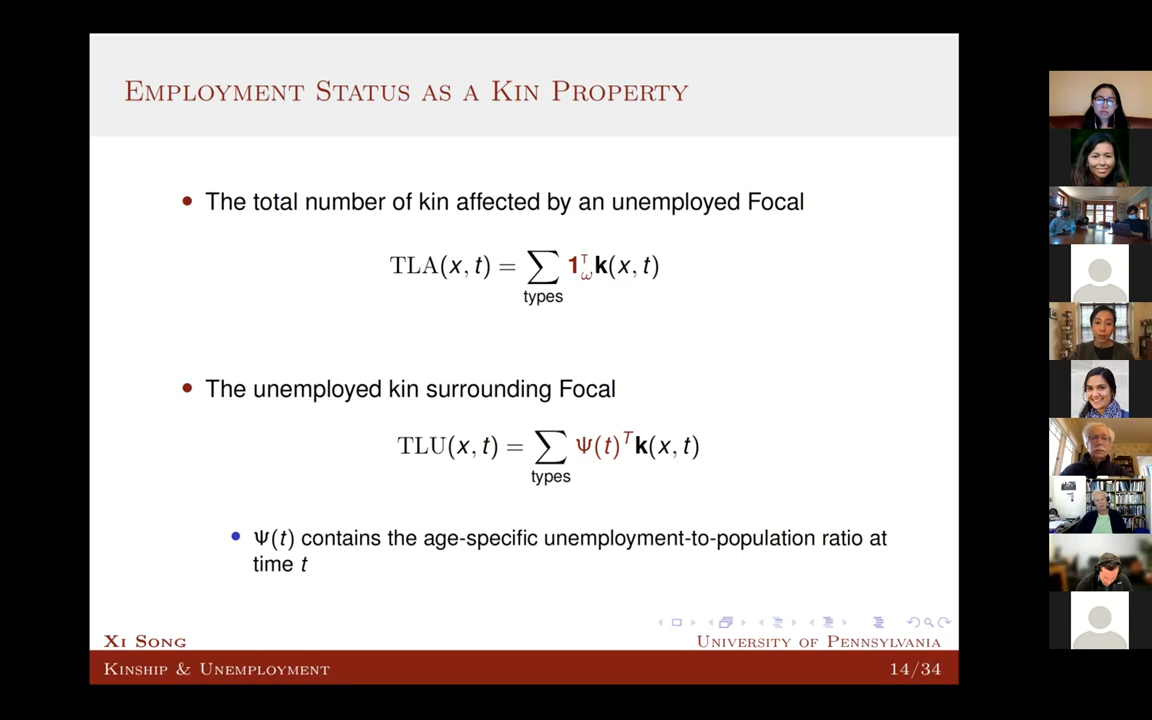 EMPLOYMENT STATUS AS A KIN PROPERTY
• The total number of kin affected by an unemployed Focal
TLA(x, t) = ∑ 1ᵀ_ω k(x, t)
types
• The unemployed kin surrounding Focal
TLU(x, t) = ∑ Ψ(t)ᵀ k(x, t)
types
• Ψ(t) contains the age-specific unemployment-to-population ratio at
time t
XI SONG
UNIVERSITY OF PENNSYLVANIA
KINSHIP & UNEMPLOYMENT
14/34